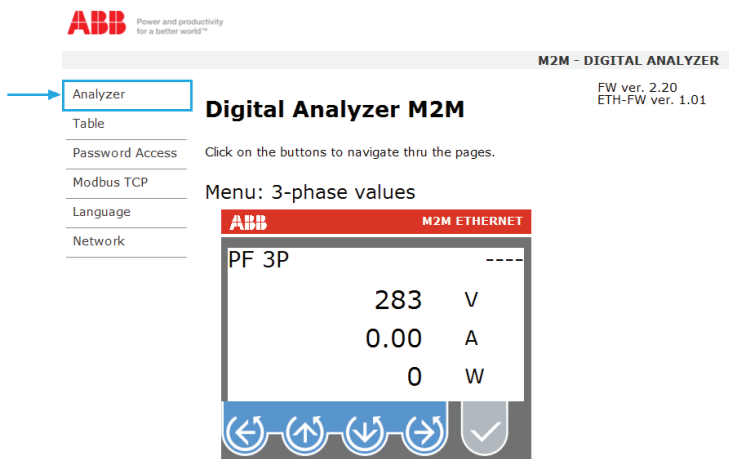 ABB
Power and productivity
for a better world™
M2M - DIGITAL ANALYZER
FW ver. 2.20
ETH-FW ver. 1.01
Analyzer
Table
Password Access
Modbus TCP
Language
Network
Digital Analyzer M2M
Click on the buttons to navigate thru the pages.
Menu: 3-phase values
ABB M2M ETHERNET
PF 3P ----
283 V
0.00 A
0 W